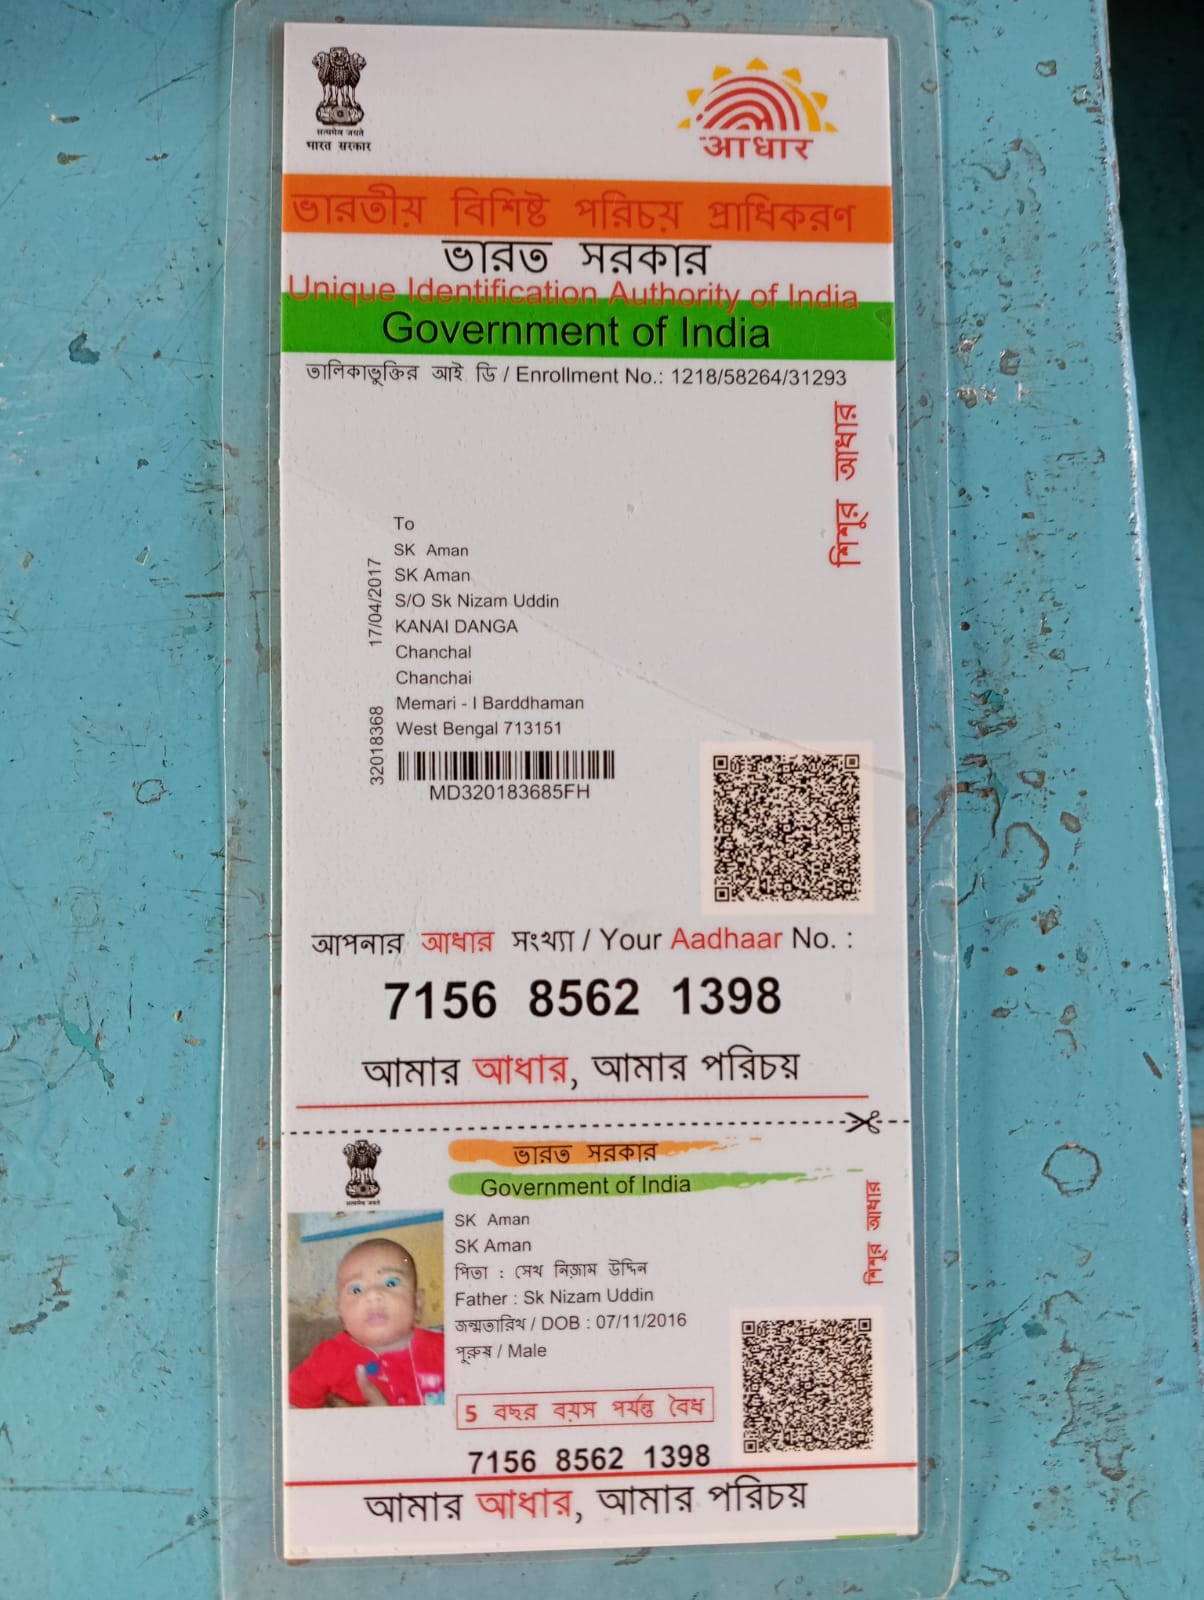 सत्यमेव जयते
भारत सरकार
आधार
ভারতীয় বিশিষ্ট পরিচয় প্রাধিকরণ
ভারত সরকার
Unique Identification Authority of India
Government of India
তালিকাভুক্তির আই ডি / Enrollment No.: 1218/58264/31293
শিশুর আধার
To
SK Aman
SK Aman
S/O Sk Nizam Uddin
KANAI DANGA
Chanchal
Chanchai
Memari - I Barddhaman
West Bengal 713151
17/04/2017
32018368
MD320183685FH
আপনার আধার সংখ্যা / Your Aadhaar No. :
7156 8562 1398
আমার আধার, আমার পরিচয়
ভারত সরকার
Government of India
सत्यमेव जयते
শিশুর আধার
SK Aman
SK Aman
পিতা : সেখ নিজাম উদ্দিন
Father : Sk Nizam Uddin
জন্মতারিখ / DOB : 07/11/2016
পুরুষ / Male
5 বছর বয়স পর্যন্ত বৈধ
7156 8562 1398
আমার আধার, আমার পরিচয়